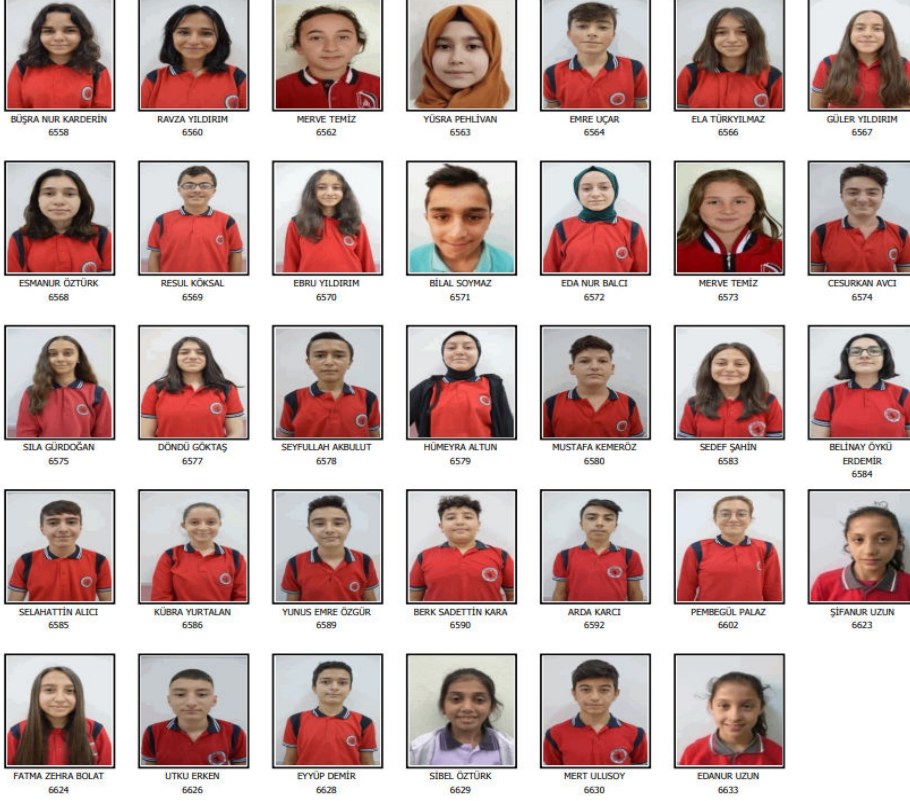 BÜŞRA NUR KARDERİN
6558
RAVZA YILDIRIM
6560
MERVE TEMİZ
6562
YÜSRA PEHLİVAN
6563
EMRE UÇAR
6564
ELA TÜRKYILMAZ
6566
GÜLER YILDIRIM
6567
ESMANUR ÖZTÜRK
6568
RESUL KÖKSAL
6569
EBRU YILDIRIM
6570
BİLAL SOYMAZ
6571
EDA NUR BALCI
6572
MERVE TEMİZ
6573
CESURKAN AVCI
6574
SILA GÜRDOĞAN
6575
DÖNDÜ GÖKTAŞ
6577
SEYFULLAH AKBULUT
6578
HÜMEYRA ALTUN
6579
MUSTAFA KEMERÖZ
6580
SEDEF ŞAHİN
6583
BELİNAY ÖYKÜ
ERDEMİR
6584
SELAHATTİN ALICI
6585
KÜBRA YURTALAN
6586
YUNUS EMRE ÖZGÜR
6589
BERK SADETTİN KARA
6590
ARDA KARCI
6592
PEMBEGÜL PALAZ
6602
ŞİFANUR UZUN
6623
FATMA ZEHRA BOLAT
6624
UTKU ERKEN
6626
EYYÜP DEMİR
6628
SİBEL ÖZTÜRK
6629
MERT ULUSOY
6630
EDANUR UZUN
6633